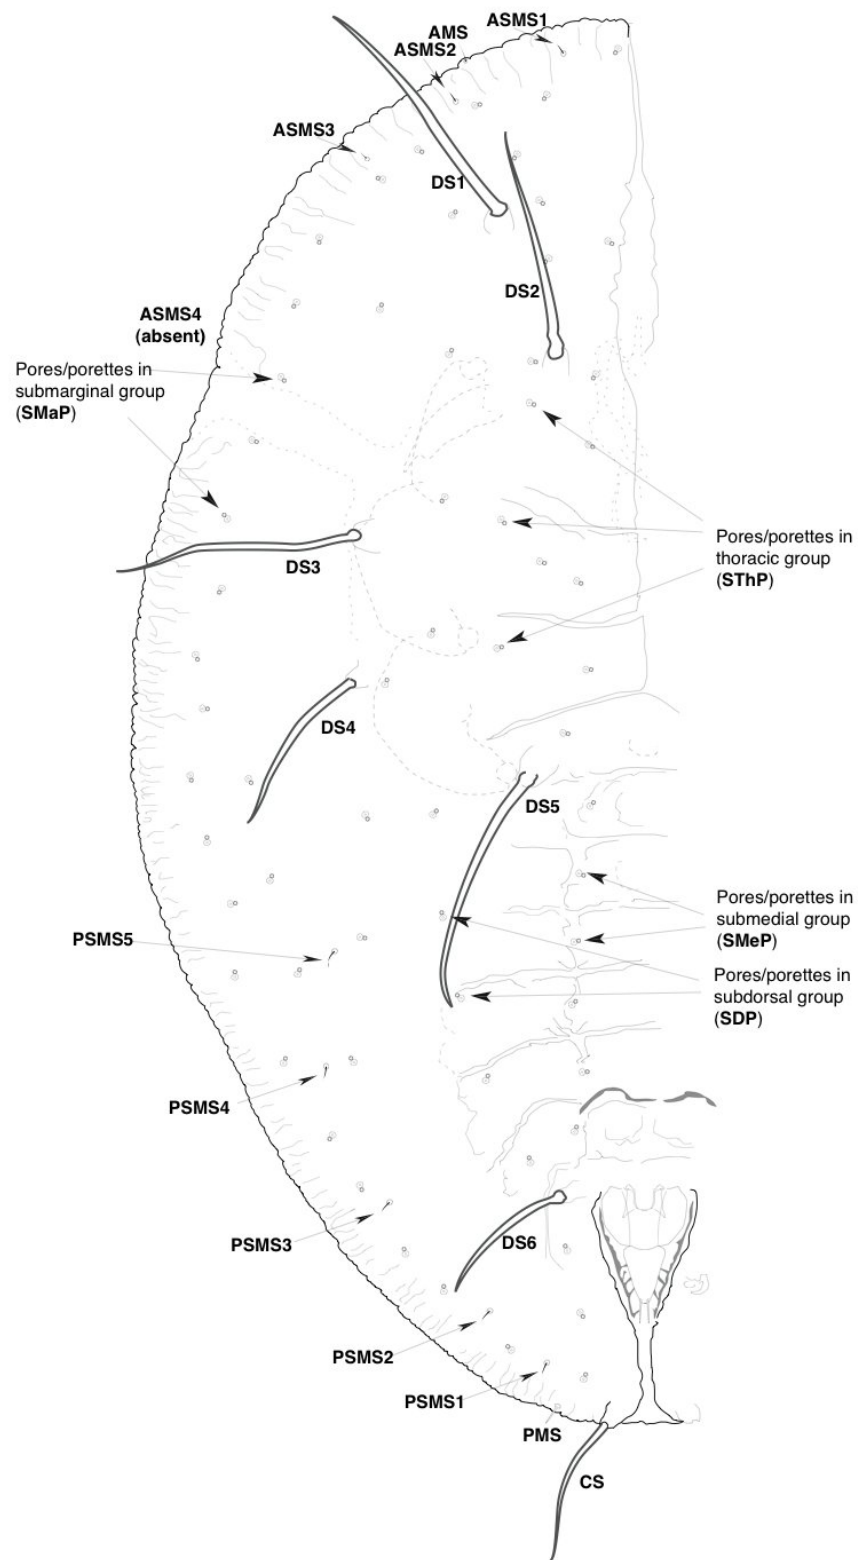 ASMS1
AMS
ASMS2
ASMS3
DS1
DS2
ASMS4
(absent)
Pores/porettes in
submarginal group
(SMaP)
DS3
Pores/porettes in
thoracic group
(SThP)
DS4
DS5
Pores/porettes in
submedial group
(SMeP)
PSMS5
Pores/porettes in
subdorsal group
(SDP)
PSMS4
PSMS3
DS6
PSMS2
PSMS1
PMS
CS